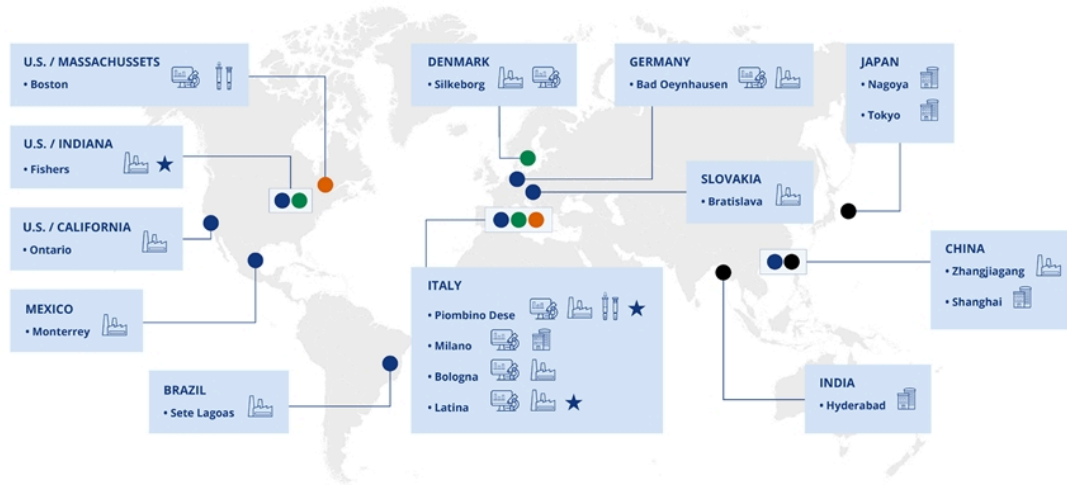 U.S. / MASSACHUSSETS
• Boston
U.S. / INDIANA
• Fishers
U.S. / CALIFORNIA
• Ontario
MEXICO
• Monterrey
BRAZIL
• Sete Lagoas
DENMARK
• Silkeborg
GERMANY
• Bad Oeynhausen
JAPAN
• Nagoya
• Tokyo
SLOVAKIA
• Bratislava
ITALY
• Piombino Dese
• Milano
• Bologna
• Latina
CHINA
• Zhangjiagang
• Shanghai
INDIA
• Hyderabad